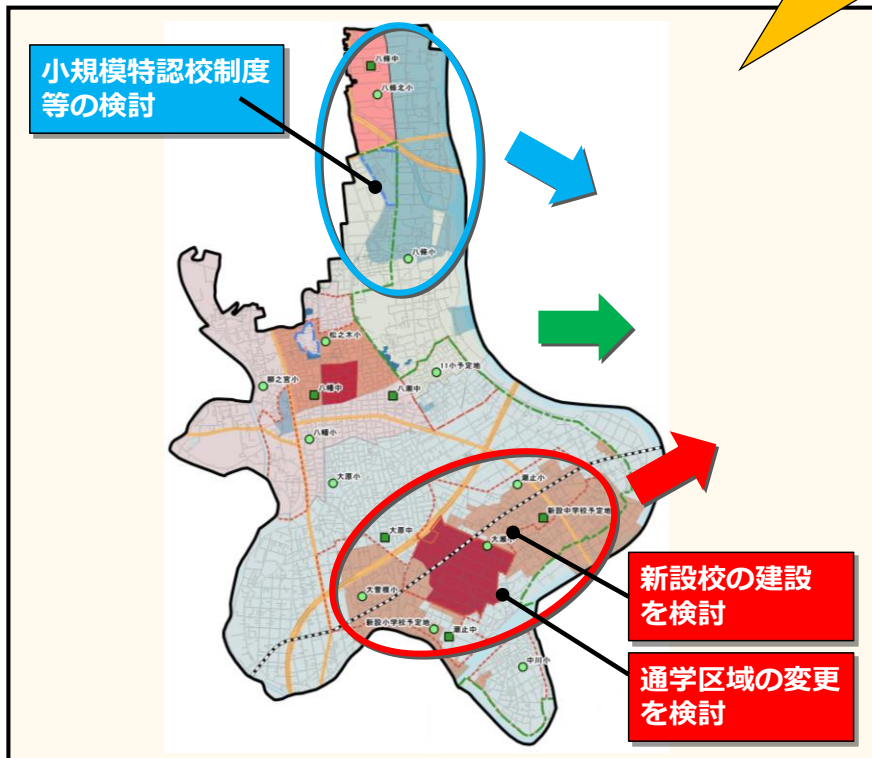 小規模特認校制度
等の検討
八條中
八條北小
八條小
松之木小
11小予定地
柳之宮小
八幡中
八潮中
八幡小
大原小
潮止小
新設中学校予定地
大原中
大瀬小
大曽根小
新設小学校予定地
潮止中
中川小
新設校の建設
を検討
通学区域の変更
を検討